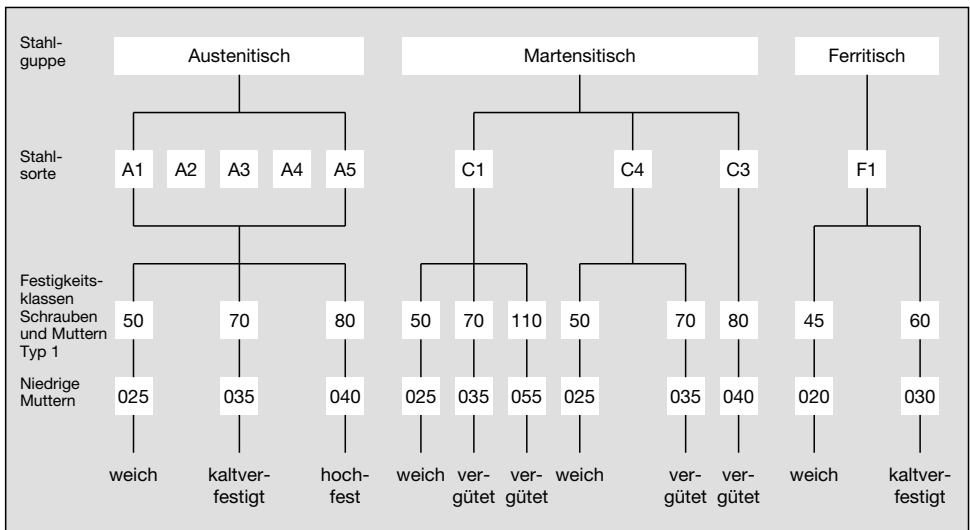 Stahl-
guppe
Austenitisch
Martensitisch
Ferritisch
Stahl-
sorte
A1
A2
A3
A4
A5
C1
C4
C3
F1
Festigkeits-
klassen
Schrauben
und Muttern
Typ 1
50
70
80
50
70
110
50
70
80
45
60
Niedrige
Muttern
025
035
040
025
035
055
025
035
040
020
030
weich
kaltver-
festigt
hoch-
fest
weich
ver-
gütet
ver-
gütet
weich
ver-
gütet
ver-
gütet
weich
kaltver-
festigt